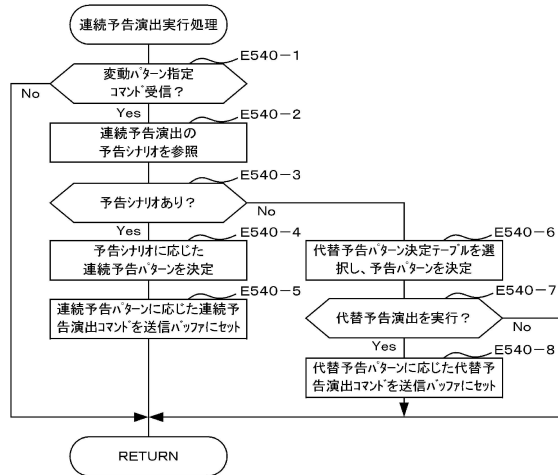 連続予告演出実行処理
E540-1
変動パターン指定
コマンド受信？
No
Yes
E540-2
連続予告演出の
予告シナリオを参照
E540-3
予告シナリオあり？
No
Yes
E540-4
予告シナリオに応じた
連続予告パターンを決定
E540-5
連続予告パターンに応じた連続予
告演出コマンドを送信バッファにセット
E540-6
代替予告パターン決定テーブルを選
択し、予告パターンを決定
E540-7
代替予告演出を実行？
No
Yes
E540-8
代替予告パターンに応じた代替予
告演出コマンドを送信バッファにセット
RETURN